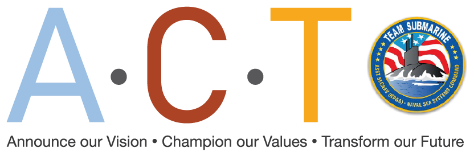 A•C•T
TEAM SUBMARINE
Announce our Vision • Champion our Values • Transform our Future